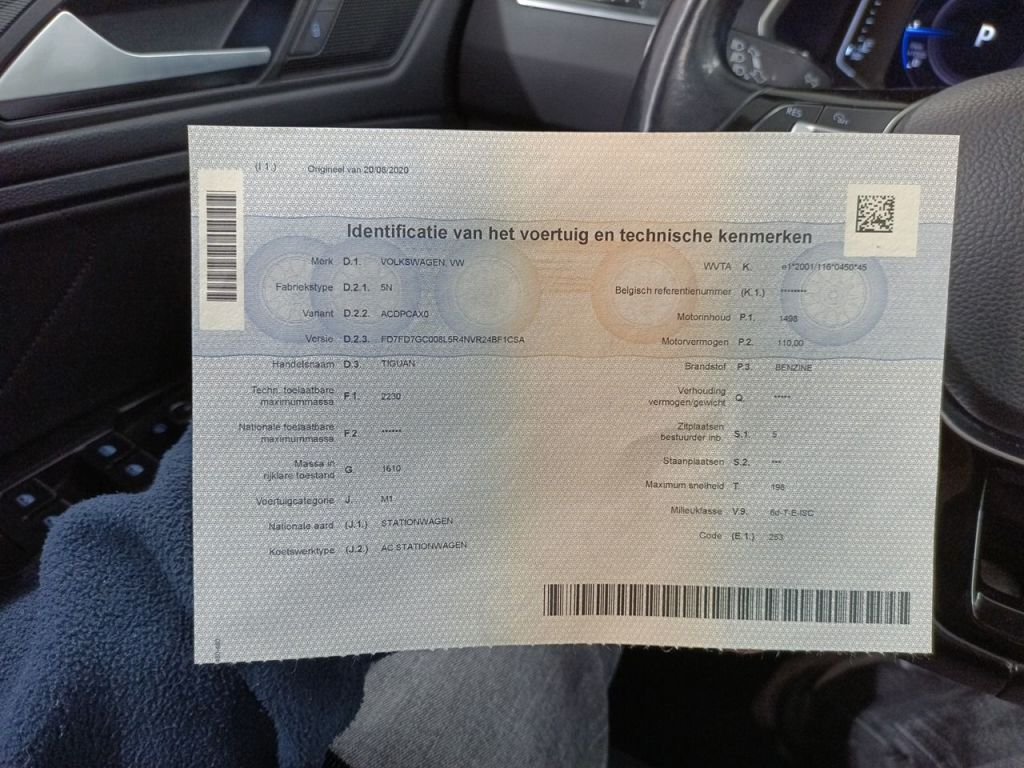 P
RES
(I 1.) Origineel van 20/08/2020
Identificatie van het voertuig en technische kenmerken
Merk D.1. VOLKSWAGEN, VW
Fabriekstype D.2.1. 5N
Variant D.2.2. ACDPCAX0
Versie D.2.3. FD7FD7GC008L5R4NVR24BF1CSA
Handelsnaam D.3. TIGUAN
Techn. toelaatbare
maximummassa F.1. 2230
Nationale toelaatbare
maximummassa F.2. ******
Massa in
rijklare toestand G. 1610
Voertuigcategorie J. M1
Nationale aard (J.1.) STATIONWAGEN
Koetswerktype (J.2.) AC STATIONWAGEN
WVTA K. e1*2001/116*0450*45
Belgisch referentienummer (K.1.) ********
Motorinhoud P.1. 1498
Motorvermogen P.2. 110,00
Brandstof P.3. BENZINE
Verhouding
vermogen/gewicht Q. *****
Zitplaatsen
bestuurder inb. S.1. 5
Staanplaatsen S.2. ***
Maximum snelheid T. 198
Milieuklasse V.9. 6d-T-E-ISC
Code (E.1.) 253